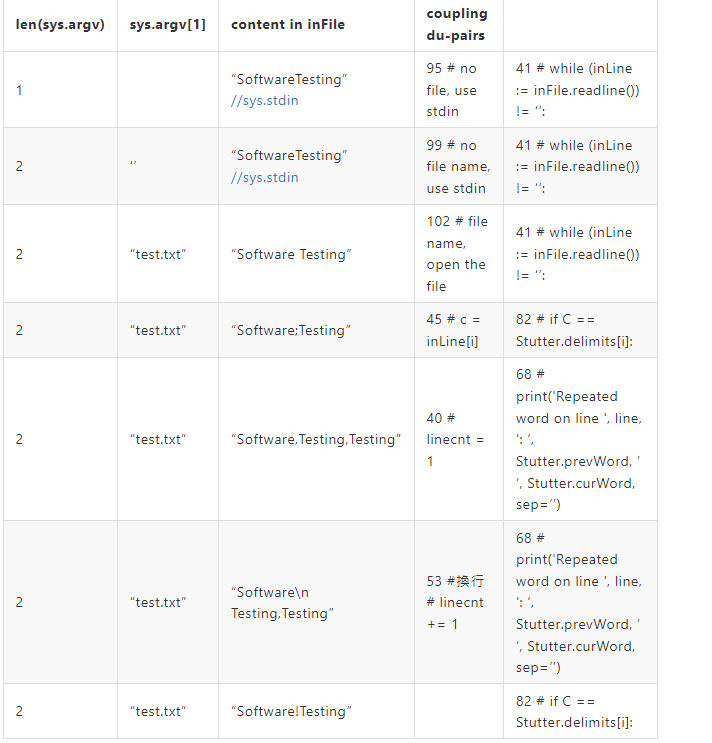 len(sys.argv)
sys.argv[1]
content in inFile
coupling
du-pairs
1
“SoftwareTesting”
//sys.stdin
95 # no
file, use
stdin
41 # while (inLine
:= inFile.readline())
!= ‘’:
2
‘’
“SoftwareTesting”
//sys.stdin
99 # no
file name,
use stdin
41 # while (inLine
:= inFile.readline())
!= ‘’:
2
“test.txt”
“Software Testing”
102 # file
name,
open the
file
41 # while (inLine
:= inFile.readline())
!= ‘’:
2
“test.txt”
“Software;Testing”
45 # c =
inLine[i]
82 # if C ==
Stutter.delimits[i]:
2
“test.txt”
“Software,Testing,Testing”
40 #
linecnt =
1
68 #
print('Repeated
word on line ‘, line,
‘: ‘,
Stutter.prevWord, ‘
‘, Stutter.curWord,
sep=‘’)
2
“test.txt”
“Software\n
Testing,Testing”
53 #換行
# linecnt
+= 1
68 #
print('Repeated
word on line ‘, line,
‘: ‘,
Stutter.prevWord, ‘
‘, Stutter.curWord,
sep=‘’)
2
“test.txt”
“Software!Testing”
82 # if C ==
Stutter.delimits[i]: